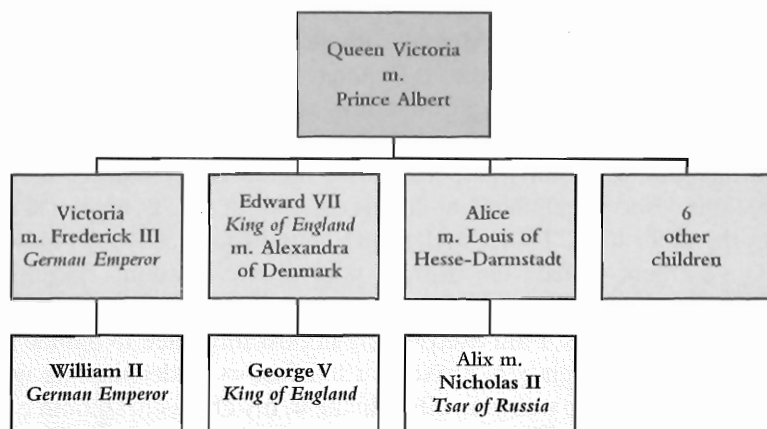 Queen Victoria
m.
Prince Albert
Victoria
m. Frederick III
German Emperor
Edward VII
King of England
m. Alexandra
of Denmark
Alice
m. Louis of
Hesse-Darmstadt
6
other
children
William II
German Emperor
George V
King of England
Alix m.
Nicholas II
Tsar of Russia